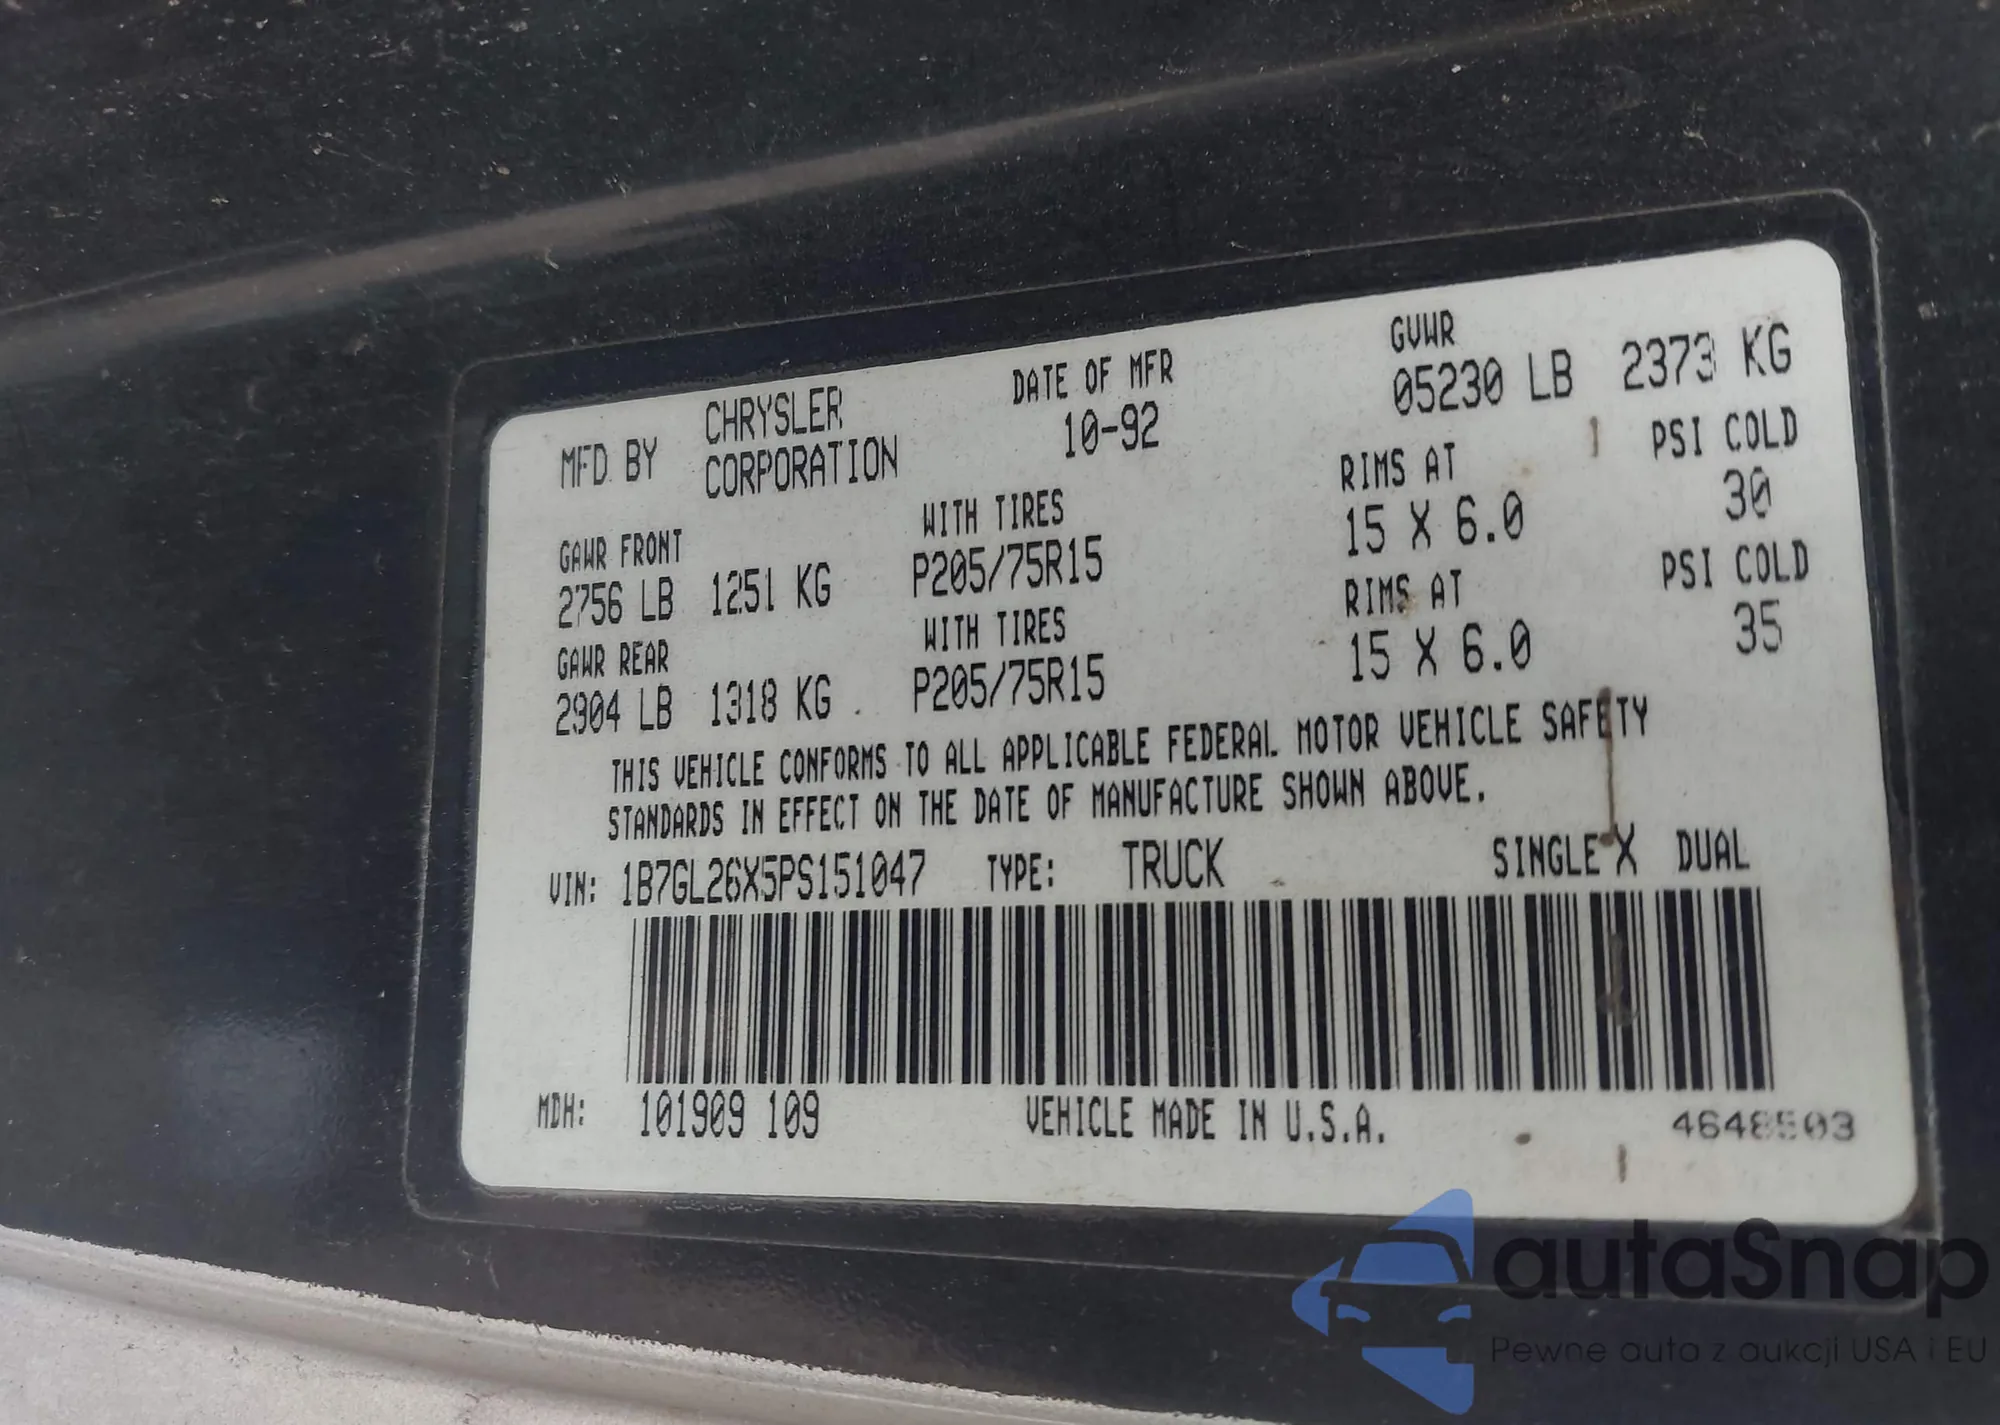 MFD BY CHRYSLER CORPORATION
DATE OF MFR
10-92
GVWR
05230 LB 2373 KG
GAWR FRONT WITH TIRES RIMS AT PSI COLD
2756 LB 1251 KG P205/75R15 15 X 6.0 30
GAWR REAR WITH TIRES RIMS AT PSI COLD
2904 LB 1318 KG P205/75R15 15 X 6.0 35
THIS VEHICLE CONFORMS TO ALL APPLICABLE FEDERAL MOTOR VEHICLE SAFETY
STANDARDS IN EFFECT ON THE DATE OF MANUFACTURE SHOWN ABOVE.
VIN: 1B7GL26X5PS151047 TYPE: TRUCK SINGLE X DUAL
MDH: 101909 109 VEHICLE MADE IN U.S.A. 4648503
autaSnap
Pewne auta z aukcji USA i EU